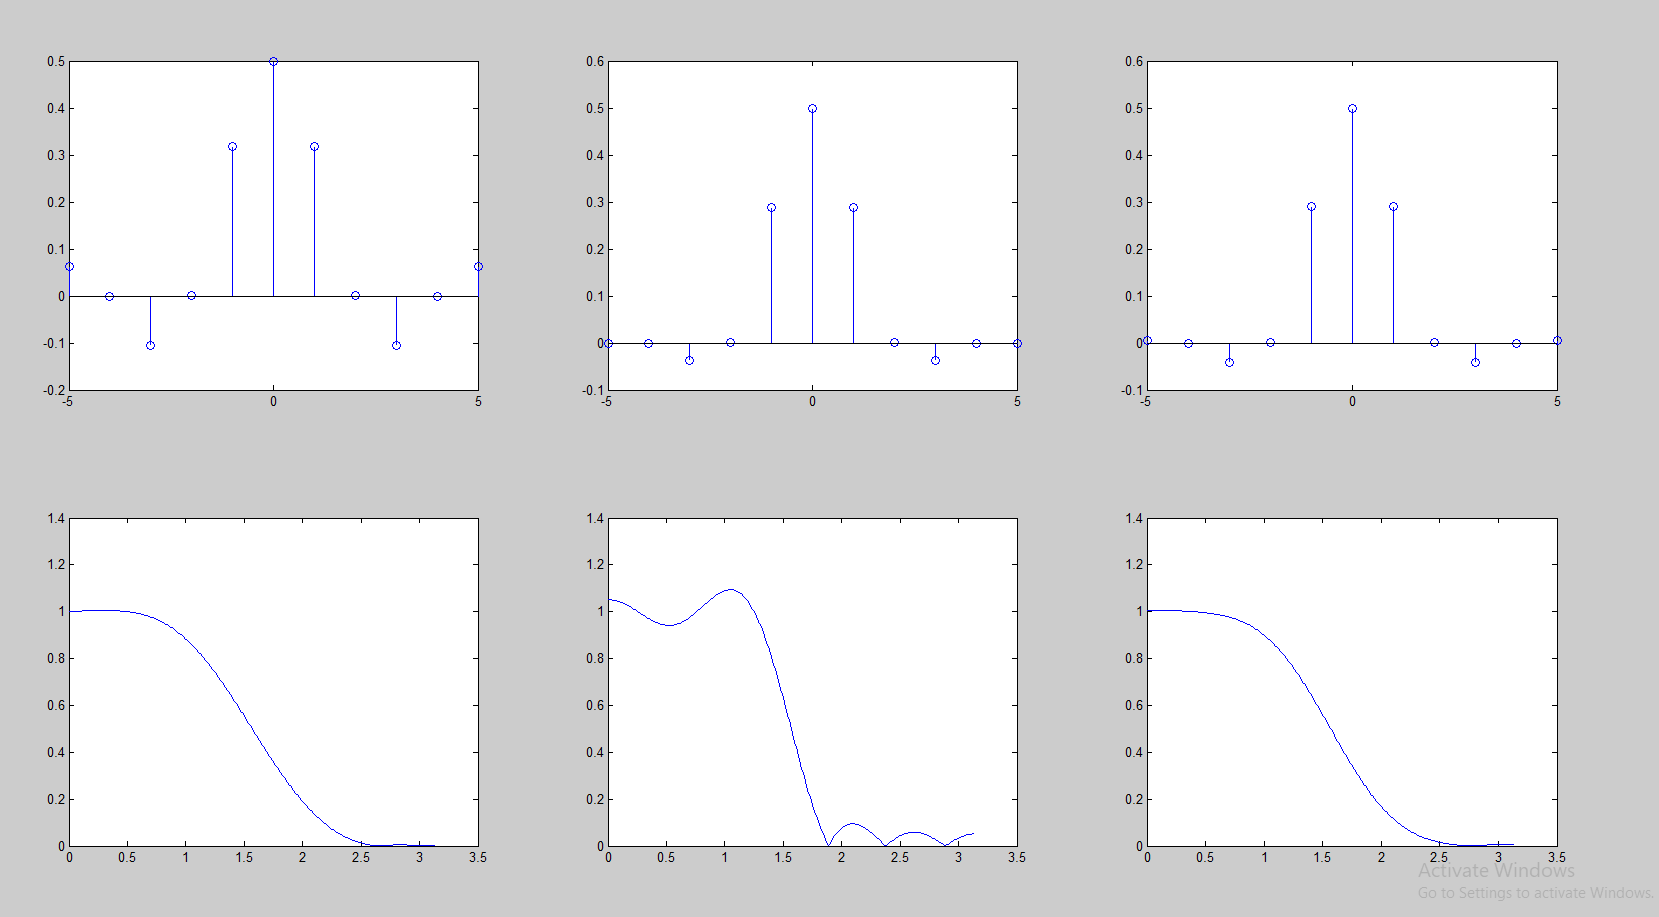 0.5 0.6 0.6
0.4 0.5 0.5
0.3 0.4 0.4
0.2 0.3 0.3
0.1 0.2 0.2
0 0.1 0.1
-0.1 0 0
-0.2 -0.1 -0.1
-5 0 5 -5 0 5 -5 0 5
1.4 1.4 1.4
1.2 1.2 1.2
1 1 1
0.8 0.8 0.8
0.6 0.6 0.6
0.4 0.4 0.4
0.2 0.2 0.2
0 0 0
0 0.5 1 1.5 2 2.5 3 3.5 0 0.5 1 1.5 2 2.5 3 3.5 0 0.5 1 1.5 2 2.5 3 3.5
Activate Windows
Go to Settings to activate Windows.